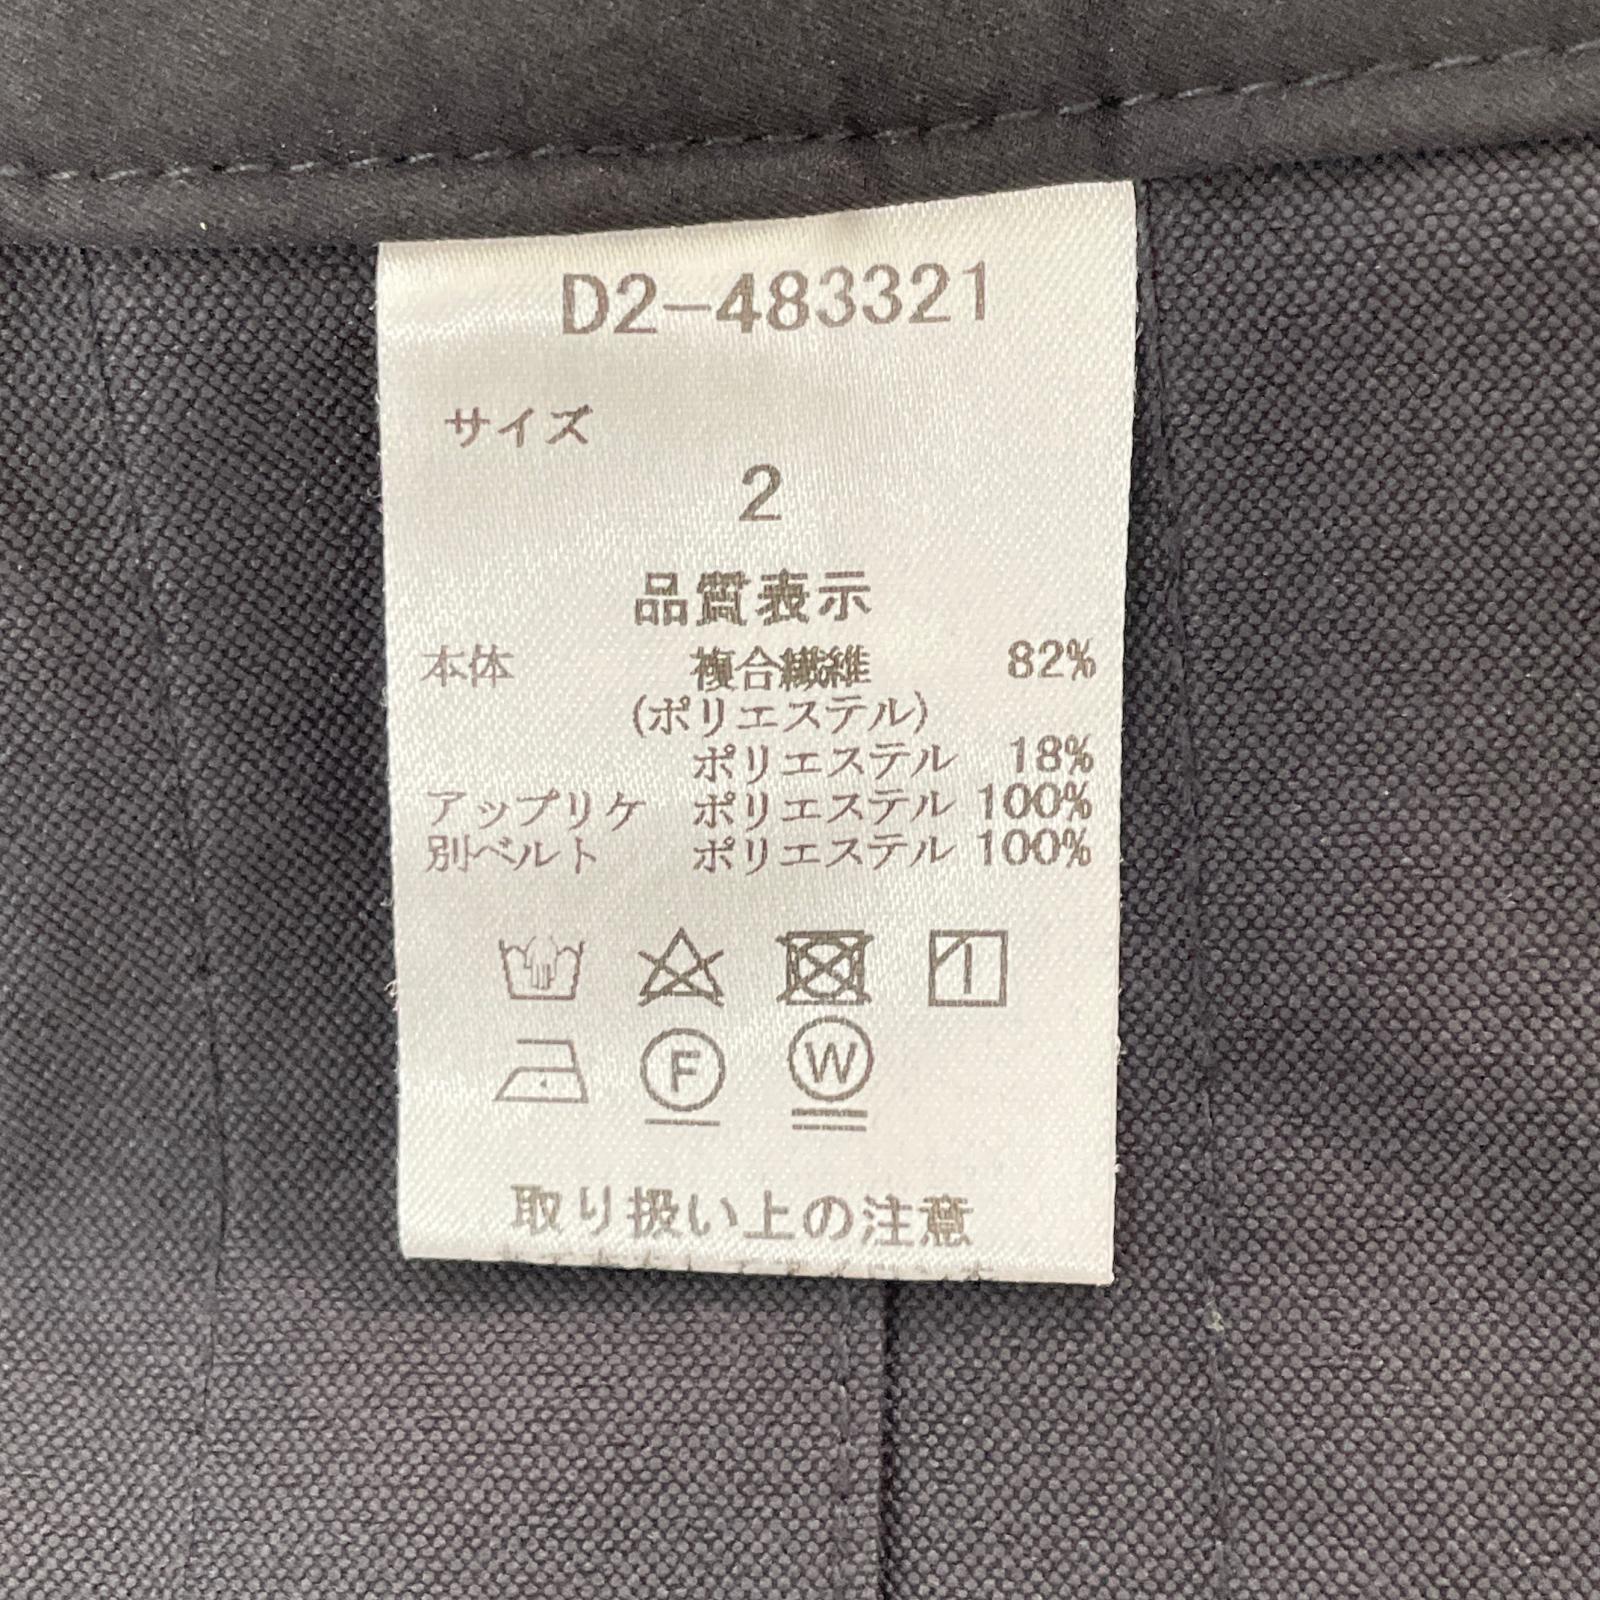 D2-483321
サイズ
2
品質表示
本体 複合繊維 82%
(ポリエステル)
ポリエステル 18%
アップリケ ポリエステル 100%
別ベルト ポリエステル 100%
F W
取り扱い上の注意